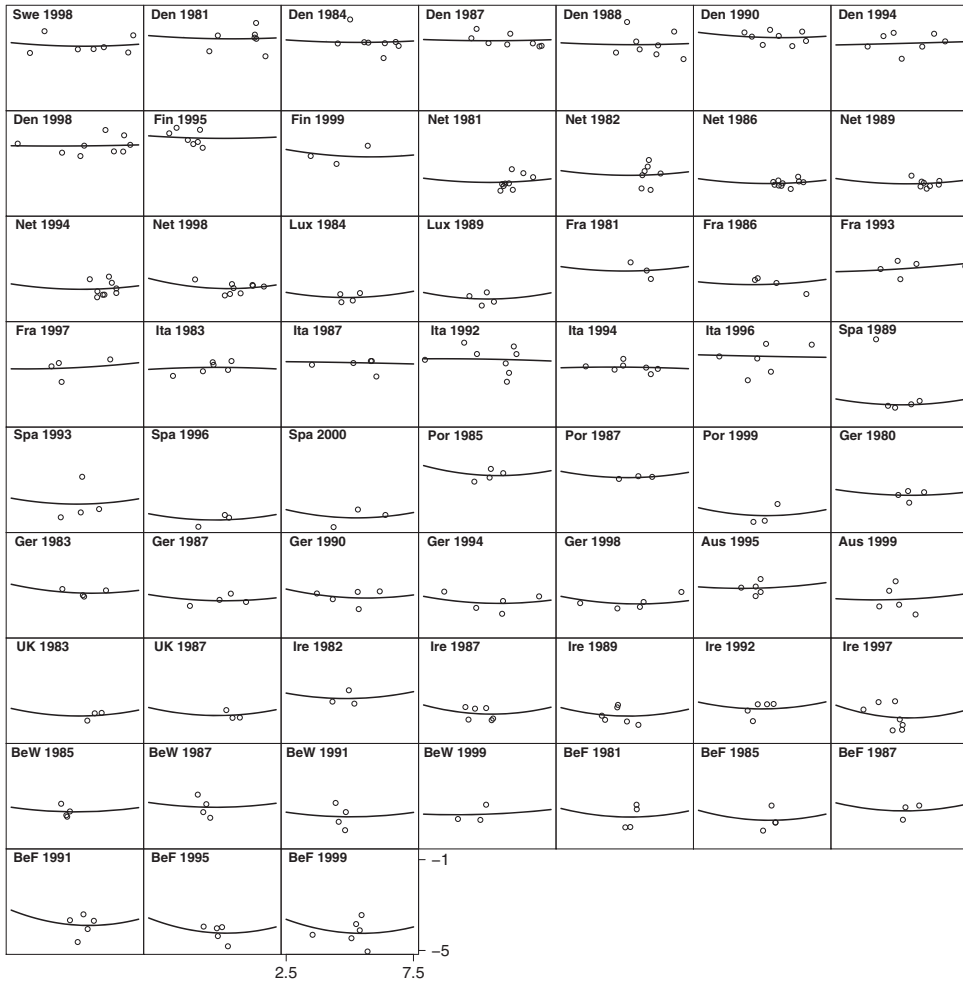 Swe 1998 Den 1981 Den 1984 Den 1987 Den 1988 Den 1990 Den 1994
Den 1998 Fin 1995 Fin 1999 Net 1981 Net 1982 Net 1986 Net 1989
Net 1994 Net 1998 Lux 1984 Lux 1989 Fra 1981 Fra 1986 Fra 1993
Fra 1997 Ita 1983 Ita 1987 Ita 1992 Ita 1994 Ita 1996 Spa 1989
Spa 1993 Spa 1996 Spa 2000 Por 1985 Por 1987 Por 1999 Ger 1980
Ger 1983 Ger 1987 Ger 1990 Ger 1994 Ger 1998 Aus 1995 Aus 1999
UK 1983 UK 1987 Ire 1982 Ire 1987 Ire 1989 Ire 1992 Ire 1997
BeW 1985 BeW 1987 BeW 1991 BeW 1999 BeF 1981 BeF 1985 BeF 1987
BeF 1991 BeF 1995 BeF 1999 -1
-5
2.5 7.5